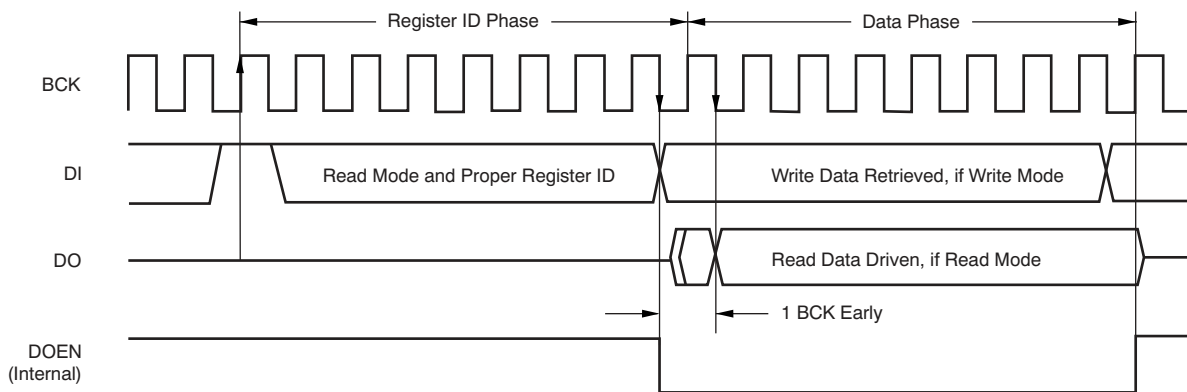 Register ID Phase
Data Phase
BCK
DI
Read Mode and Proper Register ID
Write Data Retrieved, if Write Mode
DO
Read Data Driven, if Read Mode
1 BCK Early
DOEN
(Internal)